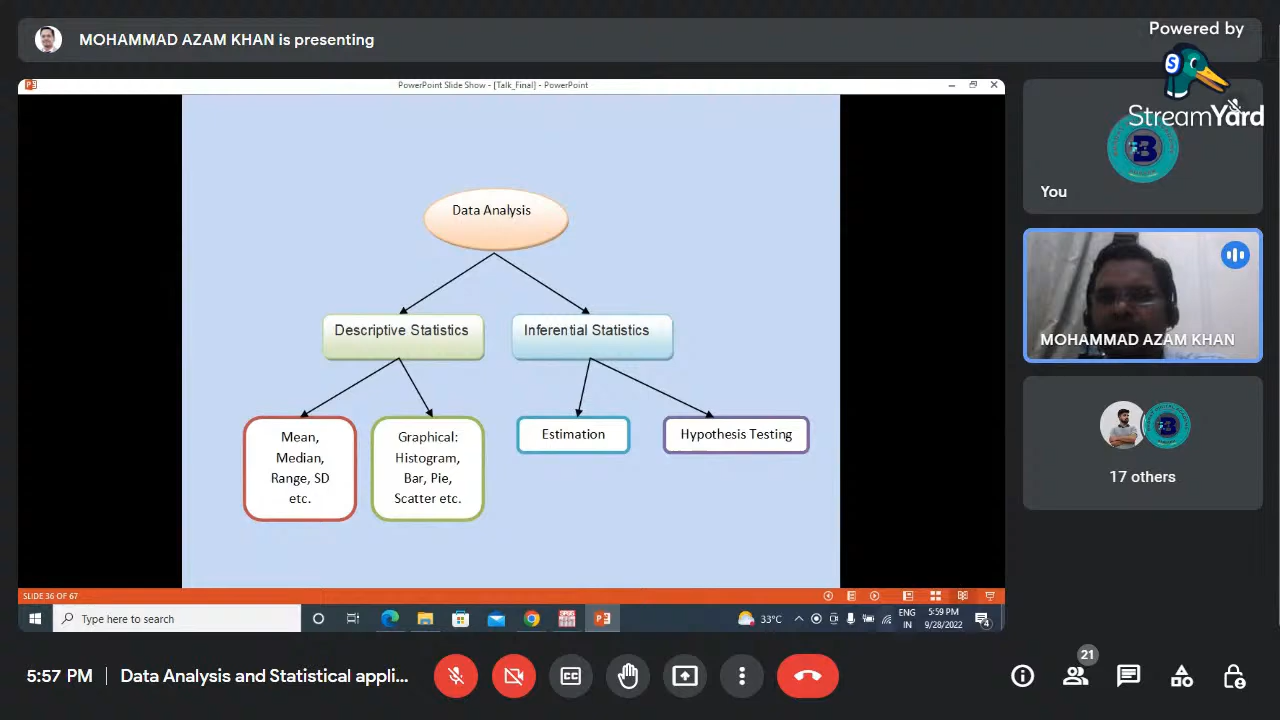 MOHAMMAD AZAM KHAN is presenting
Powered by
StreamYard
PowerPoint Slide Show - [Talk_Final] - PowerPoint
Data Analysis
Descriptive Statistics
Inferential Statistics
Mean,
Median,
Range, SD
etc.
Graphical:
Histogram,
Bar, Pie,
Scatter etc.
Estimation
Hypothesis Testing
You
MOHAMMAD AZAM KHAN
17 others
SLIDE 36 OF 67
Type here to search
33°C
ENG
IN
5:59 PM
9/28/2022
4
5:57 PM
Data Analysis and Statistical appli...
CC
21